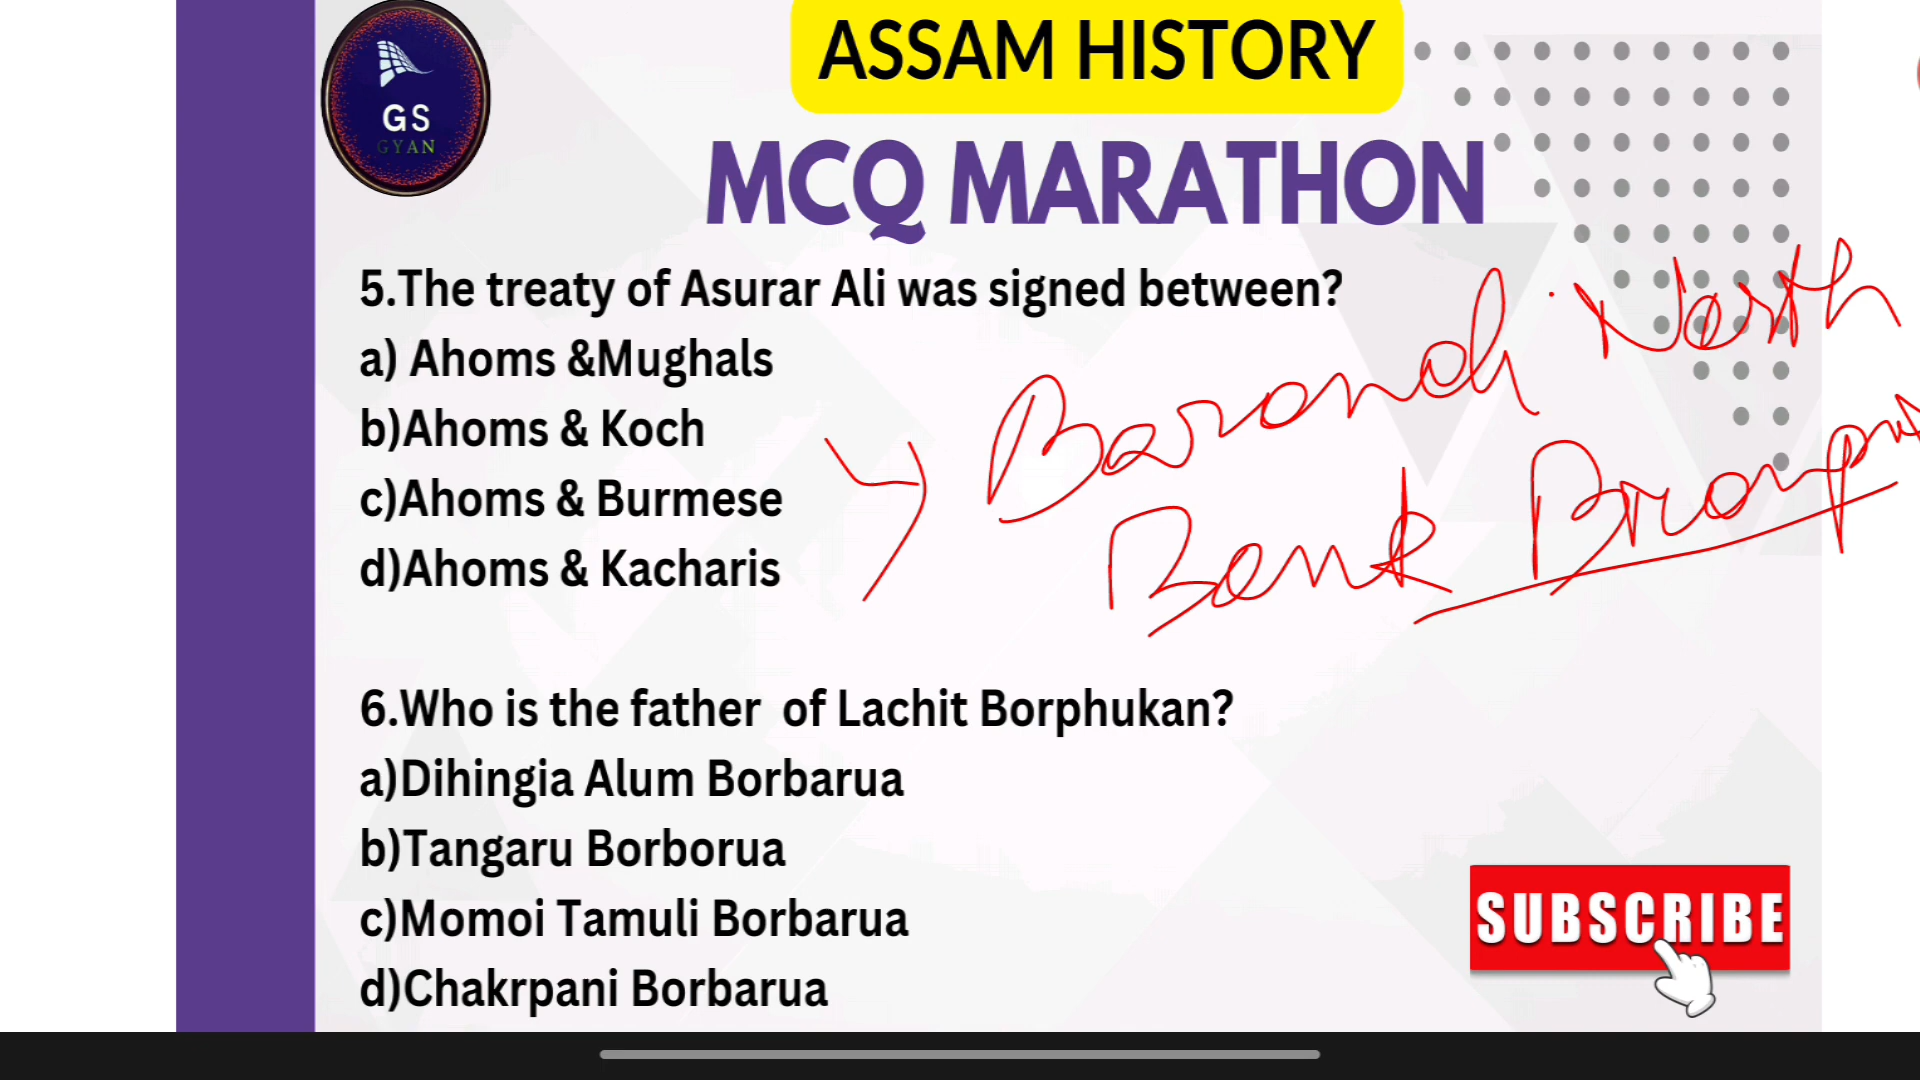 GS
GYAN
ASSAM HISTORY
MCQ MARATHON
5.The treaty of Asurar Ali was signed between?
a) Ahoms &Mughals
b)Ahoms & Koch
c)Ahoms & Burmese
d)Ahoms & Kacharis
Barandi North
Bank
6.Who is the father of Lachit Borphukan?
a)Dihingia Alum Borbarua
b)Tangaru Borborua
c)Momoi Tamuli Borbarua
d)Chakrpani Borbarua
SUBSCRIBE